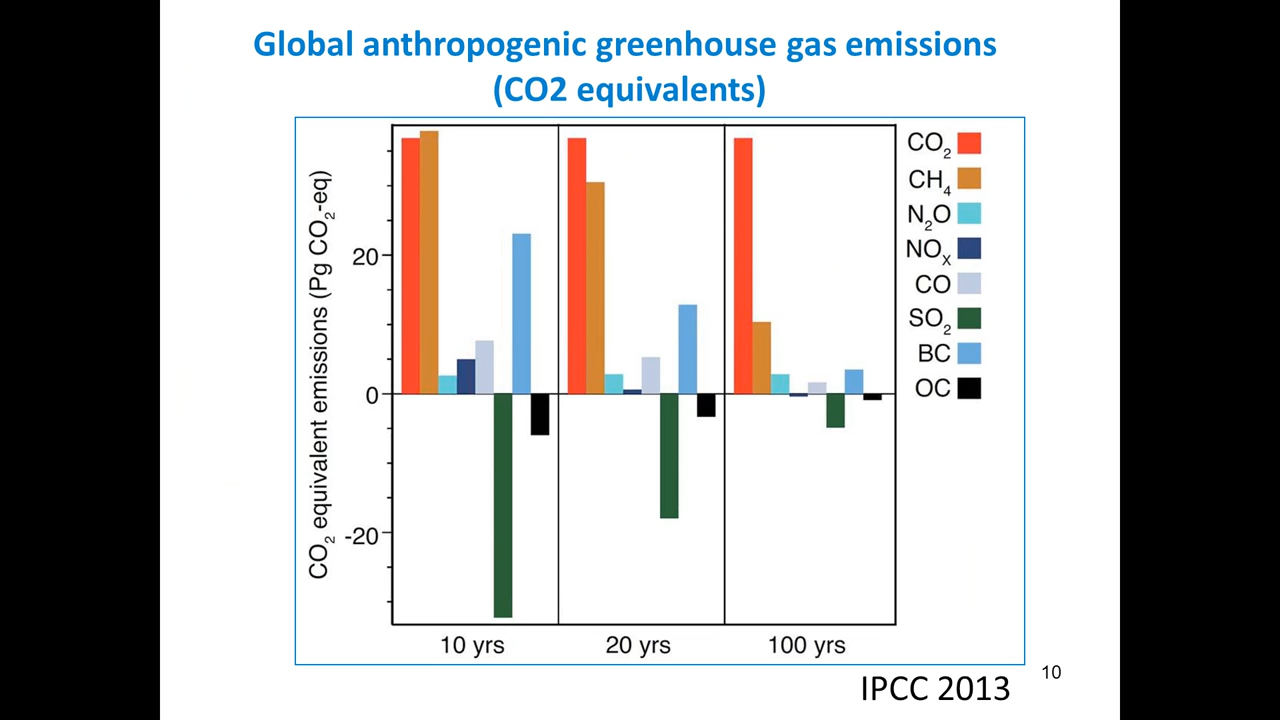 Global anthropogenic greenhouse gas emissions
(CO2 equivalents)
CO₂ equivalent emissions (Pg CO₂-eq)
20
0
-20
10 yrs
20 yrs
100 yrs
CO₂
CH₄
N₂O
NOₓ
CO
SO₂
BC
OC
IPCC 2013
10